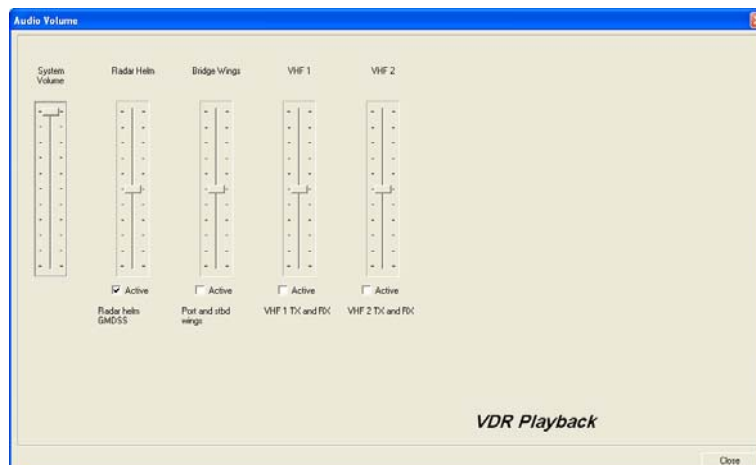 Audio Volume
System
Volume
Radar Helm
Bridge Wings
VHF 1
VHF 2
Active
Active
Active
Active
Radar helm
GMDSS
Port and stbd
wings
VHF 1 TX and RX
VHF 2 TX and RX
VDR Playback
Close